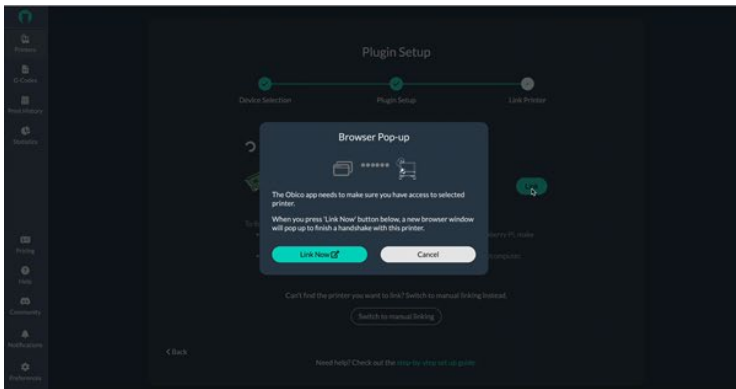 Printers
G-Codes
Print History
Statistics
Pricing
Help
Community
Notifications
Preferences
Plugin Setup
Device Selection
Plugin Setup
Link Printer
Link
Browser Pop-up
The Obico app needs to make sure you have access to selected
printer.
When you press 'Link Now' button below, a new browser window
will pop up to finish a handshake with this printer.
Link Now
Cancel
Can't find the printer you want to link? Switch to manual linking instead.
Switch to manual linking
< Back
Need help? Check out the step-by-step set up guide